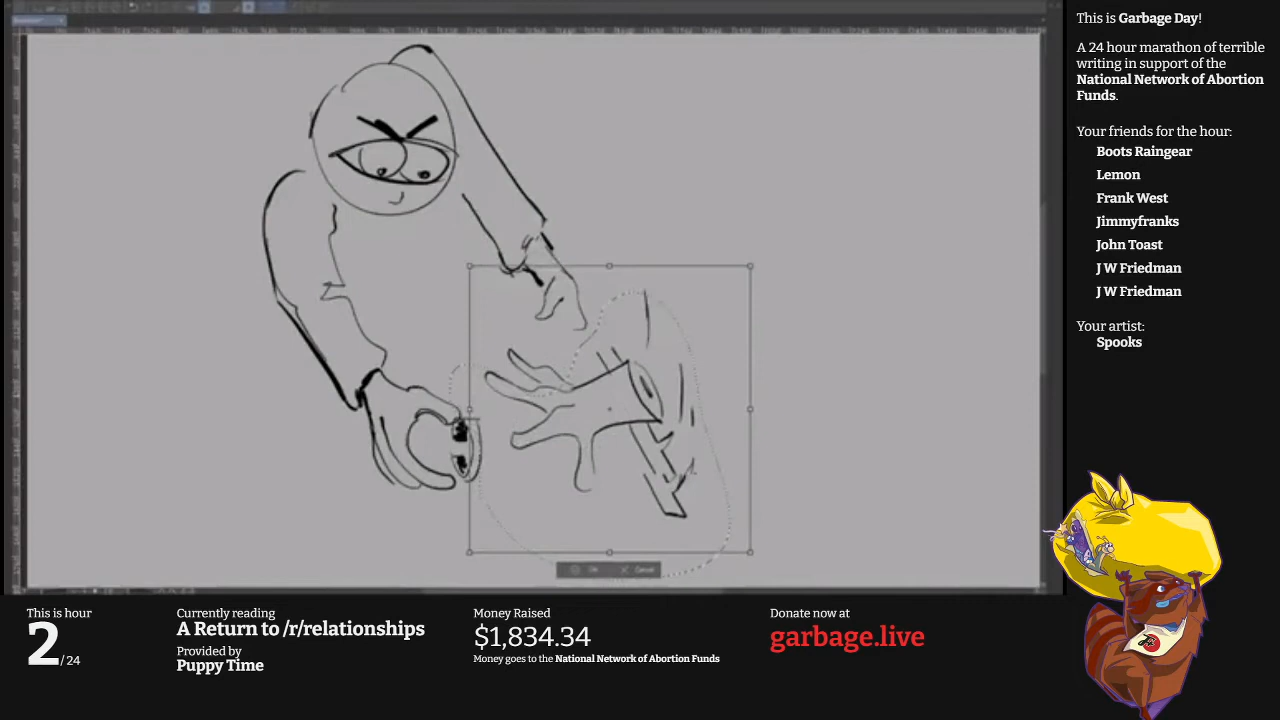 This is Garbage Day!
A 24 hour marathon of terrible
writing in support of the
National Network of Abortion
Funds.
Your friends for the hour:
Boots Raingear
Lemon
Frank West
Jimmyfranks
John Toast
J W Friedman
J W Friedman
Your artist:
Spooks
OK Cancel
This is hour
2/24
Currently reading
A Return to /r/relationships
Provided by
Puppy Time
Money Raised
$1,834.34
Money goes to the National Network of Abortion Funds
Donate now at
garbage.live